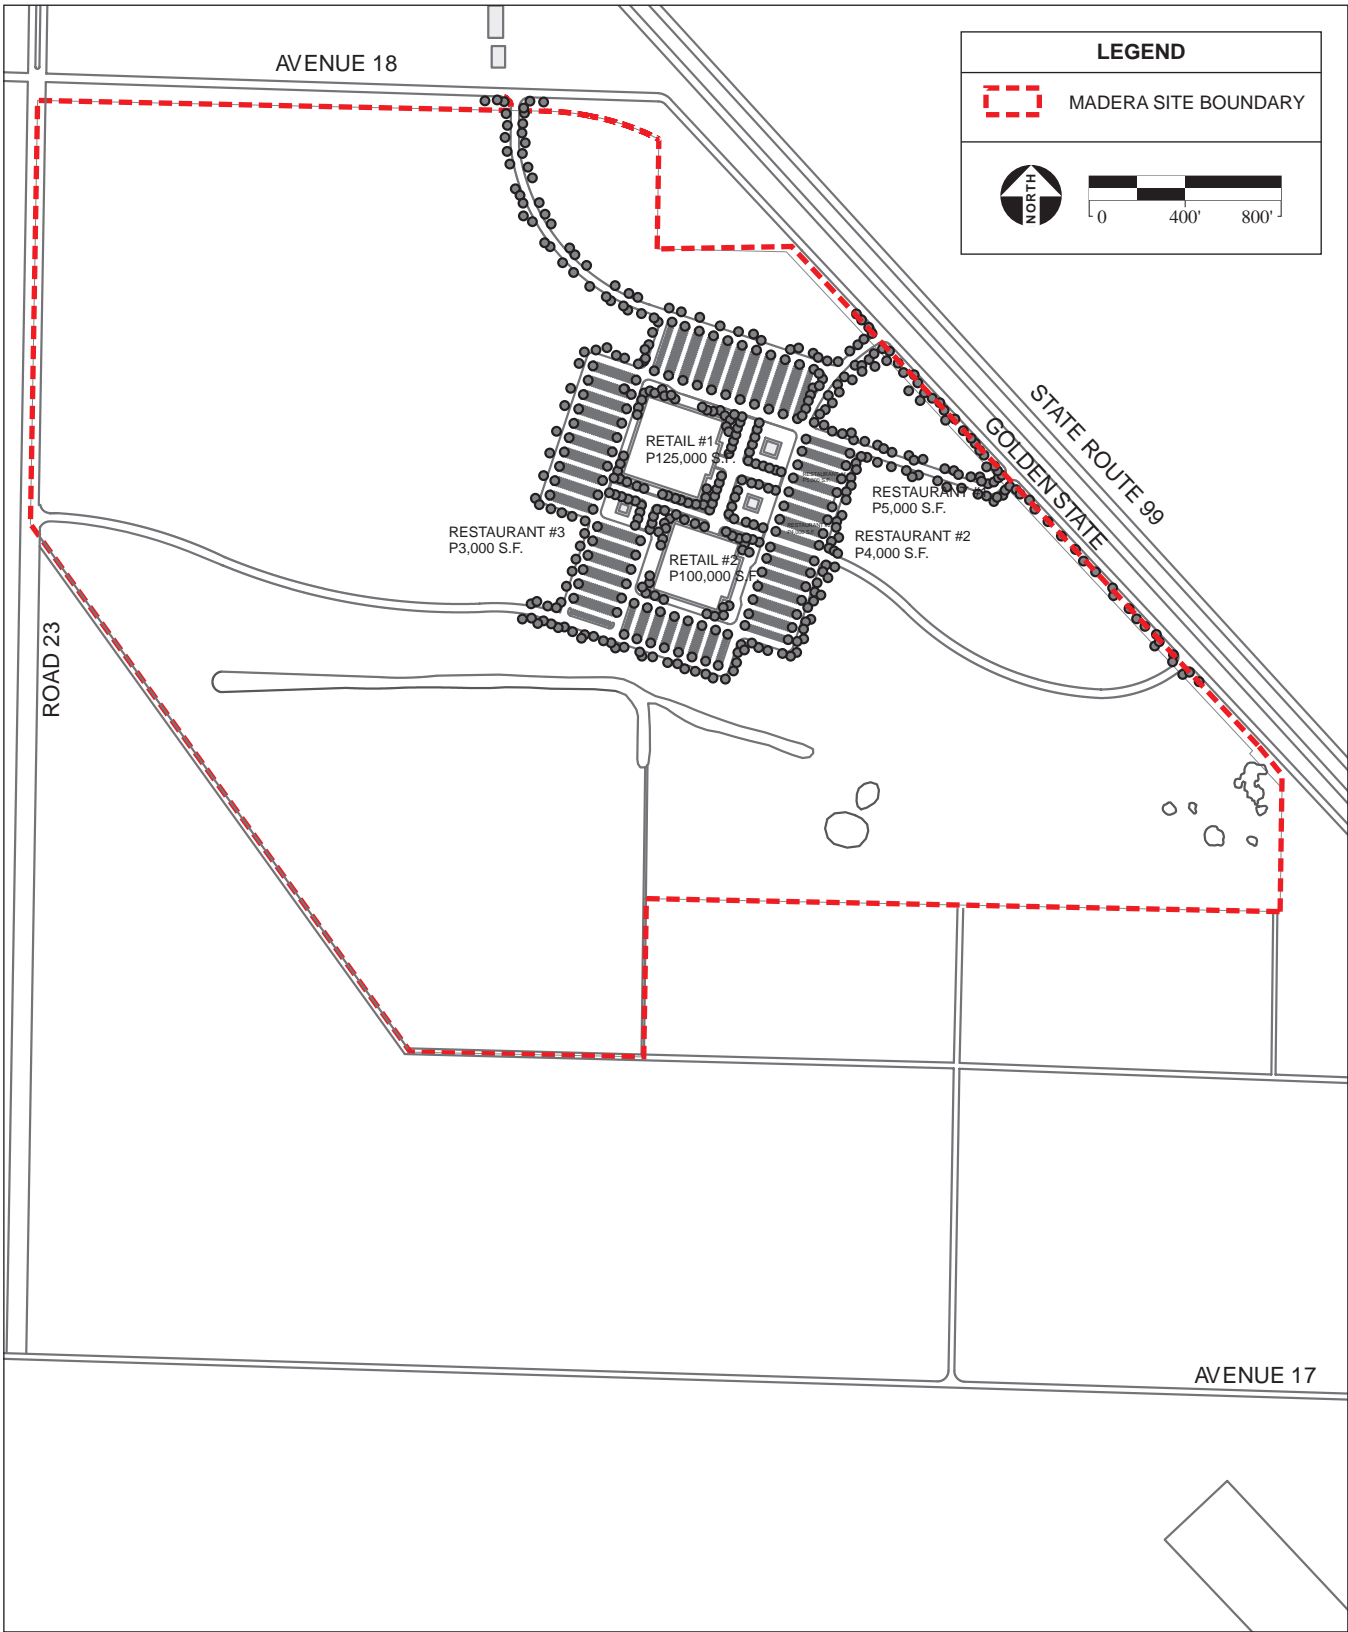 AVENUE 18
LEGEND
MADERA SITE BOUNDARY
NORTH
0 400' 800'
STATE ROUTE 99
GOLDEN STATE
RETAIL #1
P125,000 S.F.
RESTAURANT
P5,000 S.F.
RESTAURANT #3
P3,000 S.F.
RESTAURANT #2
P4,000 S.F.
RETAIL #2
P100,000 S.F
ROAD 23
AVENUE 17